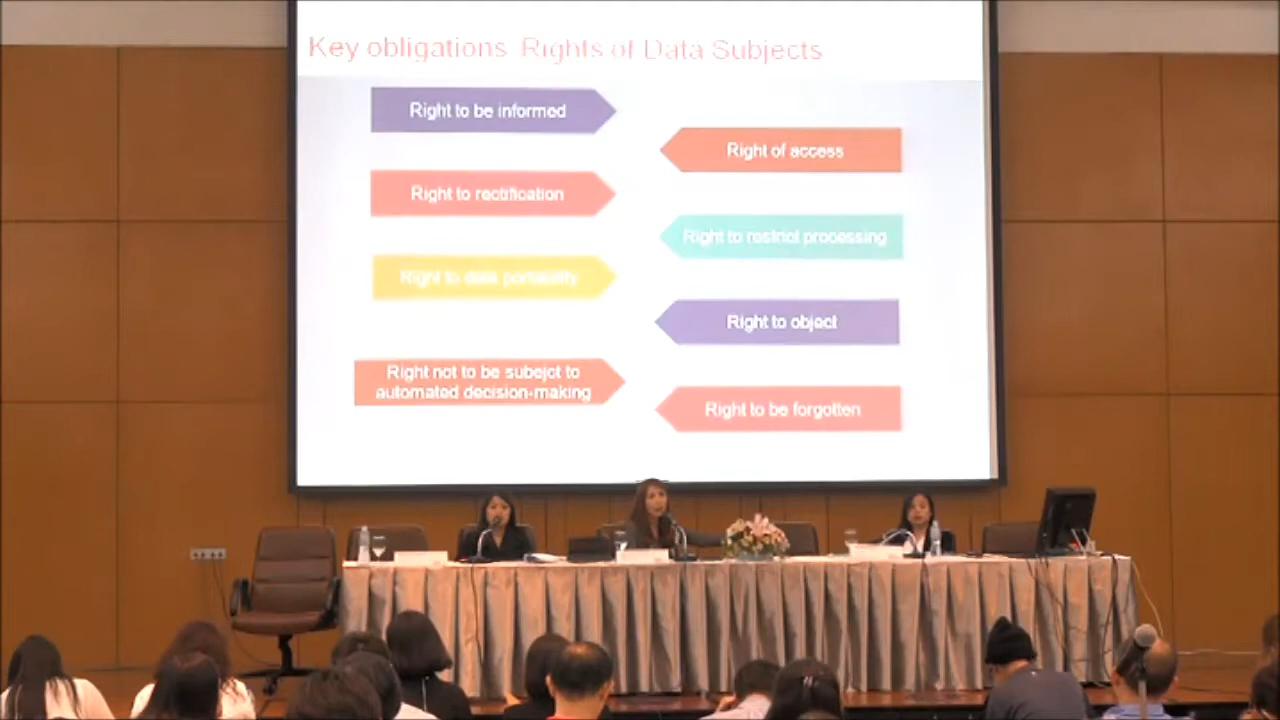 Key obligations Rights of Data Subjects
Right to be informed
Right of access
Right to rectification
Right to restrict processing
Right to data portability
Right to object
Right not to be subejct to
automated decision-making
Right to be forgotten